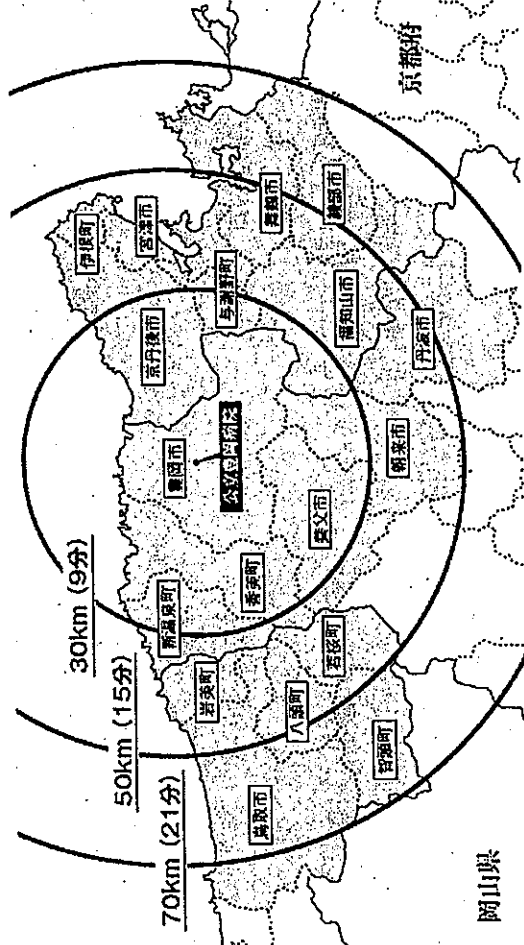 30km (9分)
50km (15分)
70km (21分)
伊根町
宮津市
京丹後市
与謝野町
舞鶴市
綾部市
福知山市
豊岡市
公立豊岡病院
丹波市
朝来市
養父市
香美町
新温泉町
岩美町
八頭町
若桜町
智頭町
鳥取市
京都府
岡山県